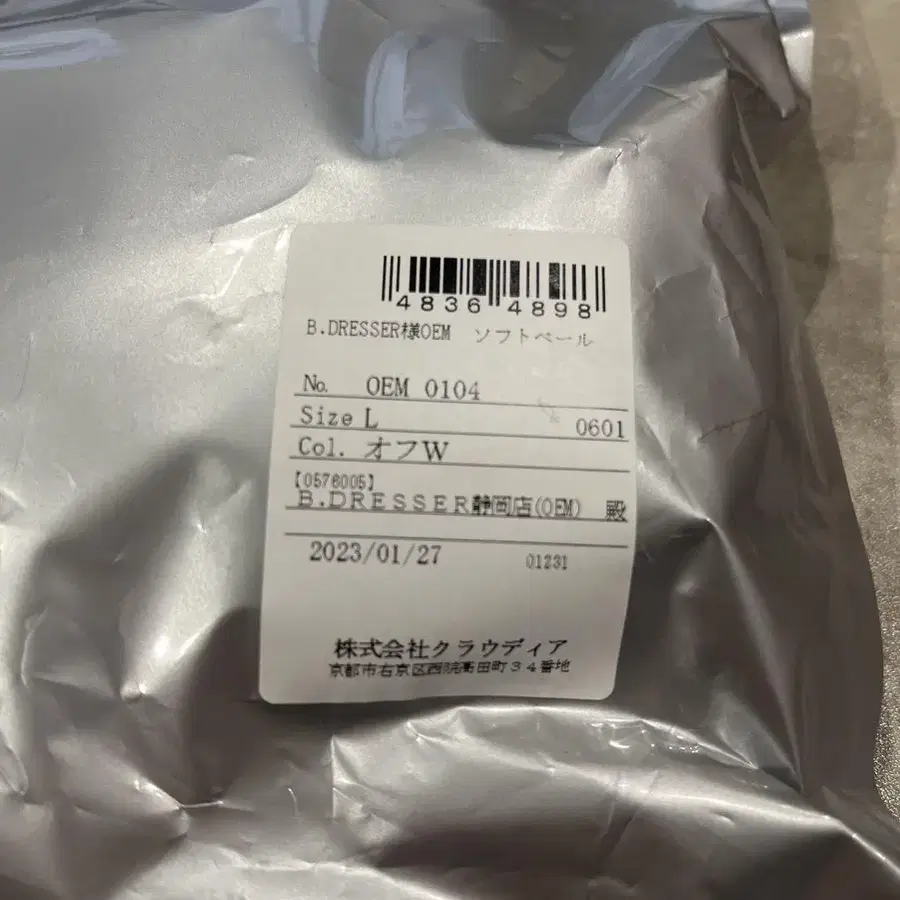 4836 4898
B.DRESSER様OEM ソフトベール
No. OEM 0104
Size L 0601
Col. オフW
【0576005】
B.DRESSER静岡店(OEM) 殿
2023/01/27 01231
株式会社クラウディア
京都市右京区西院高田町34番地